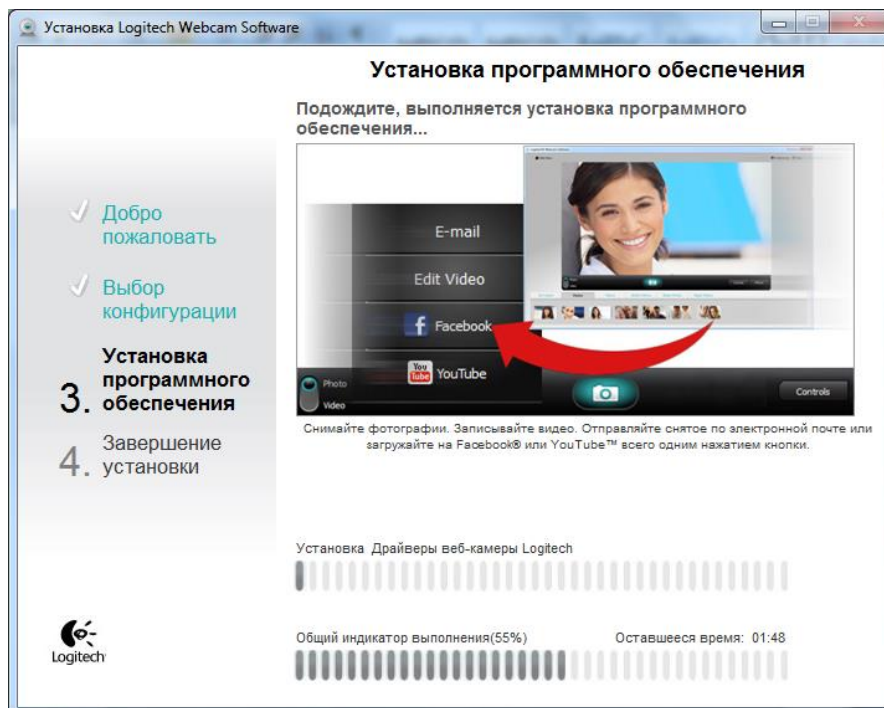 Установка Logitech Webcam Software
Установка программного обеспечения
Подождите, выполняется установка программного
обеспечения...
Добро
пожаловать
Выбор
конфигурации
3. Установка
программного
обеспечения
4. Завершение
установки
E-mail
Edit Video
Facebook
You Tube YouTube
Photo
Video
Controls
Снимайте фотографии. Записывайте видео. Отправляйте снятое по электронной почте или
загружайте на Facebook® или YouTube™ всего одним нажатием кнопки.
Установка Драйверы веб-камеры Logitech
Общий индикатор выполнения(55%) Оставшееся время: 01:48
Logitech